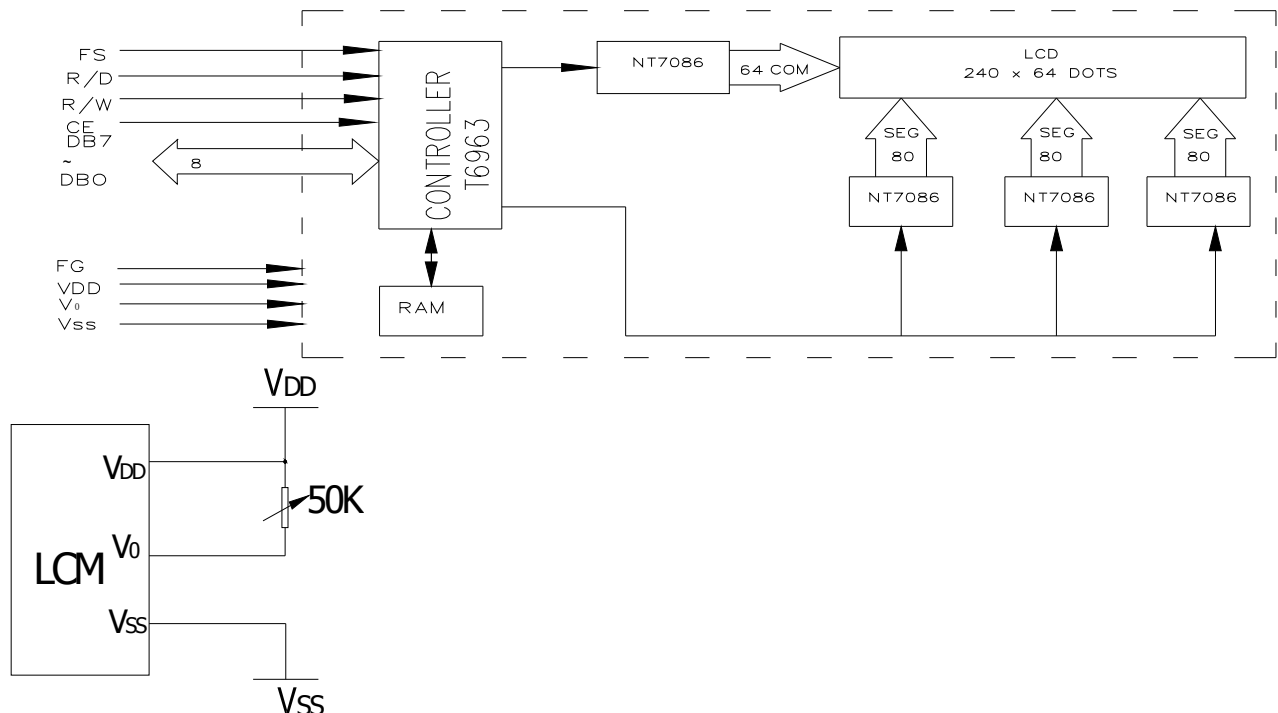 FS
R/D
R/W
CE
DB7
~
DB0
8
CONTROLLER
T6963
RAM
NT7086
64 COM
LCD
240 x 64 DOTS
SEG
80
SEG
80
SEG
80
NT7086
NT7086
NT7086
FG
VDD
V0
Vss
VDD
VDD
50K
V0
LCM
VSS
VSS